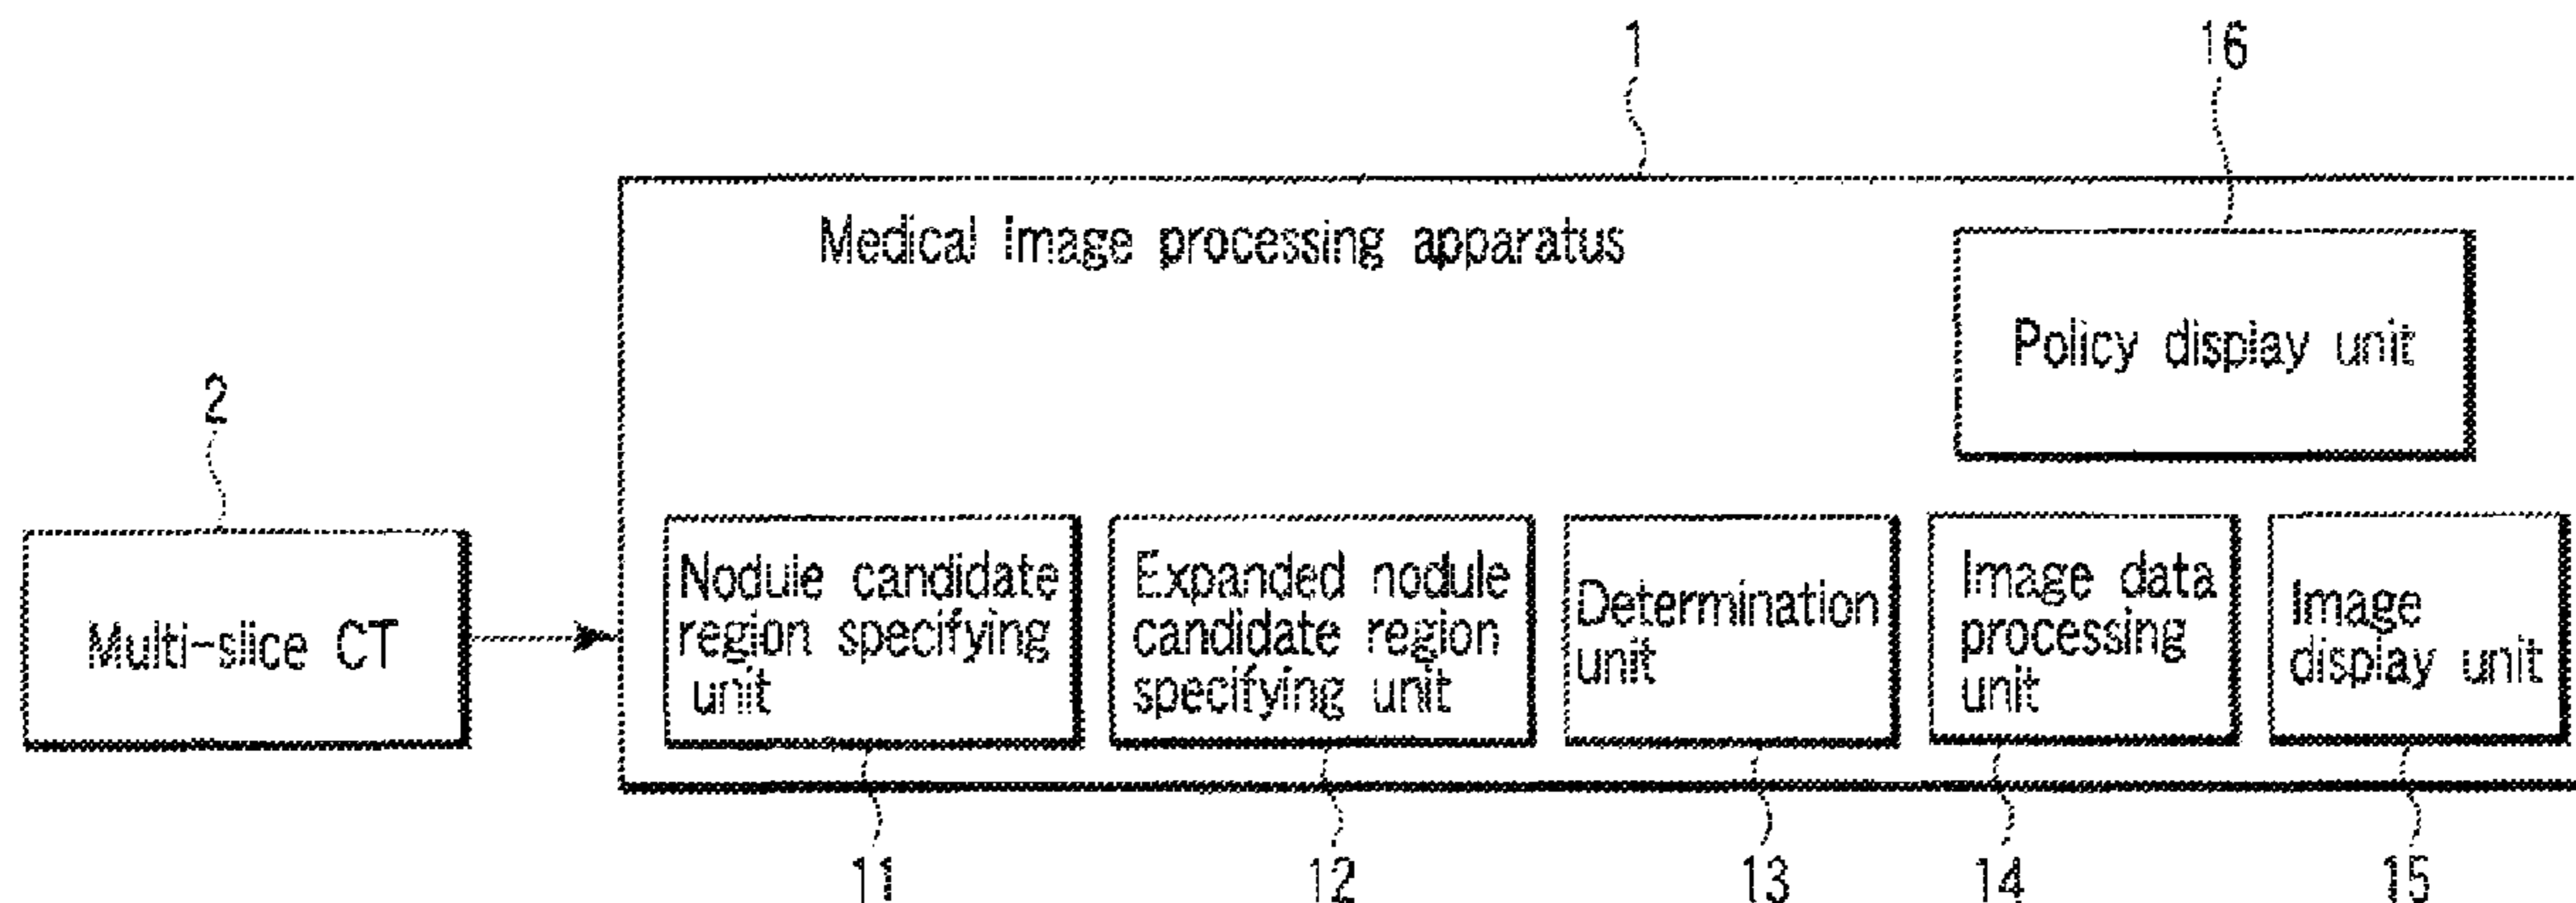 1
16
Medical image processing apparatus
Policy display unit
2
Multi-slice CT
Nodule candidate
region specifying
unit
Expanded nodule
candidate region
specifying unit
Determination
unit
Image data
processing
unit
Image
display unit
11
12
13
14
15